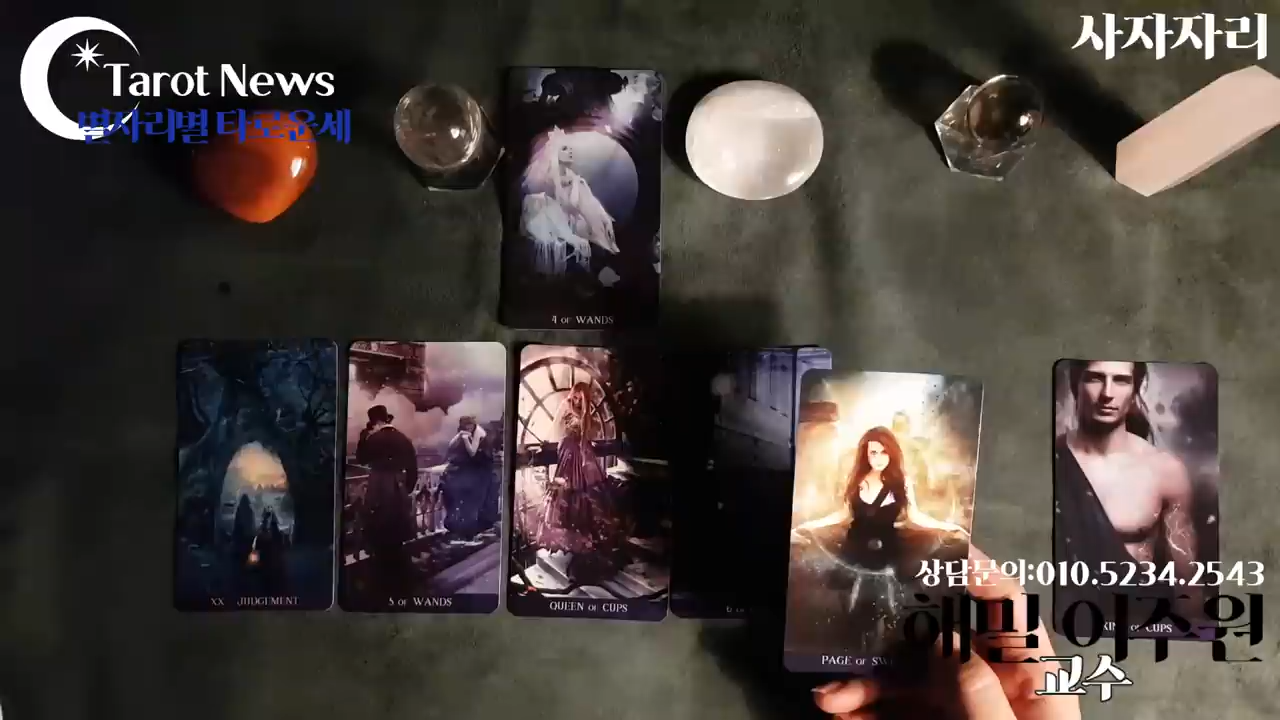 사자자리
Tarot News
별자리별 타로운세
4 OF WANDS
XX JUDGEMENT
5 OF WANDS
QUEEN OF CUPS
6
PAGE OF
KING OF CUPS
상담문의:010.5234.2543
해밀 이주원
교수